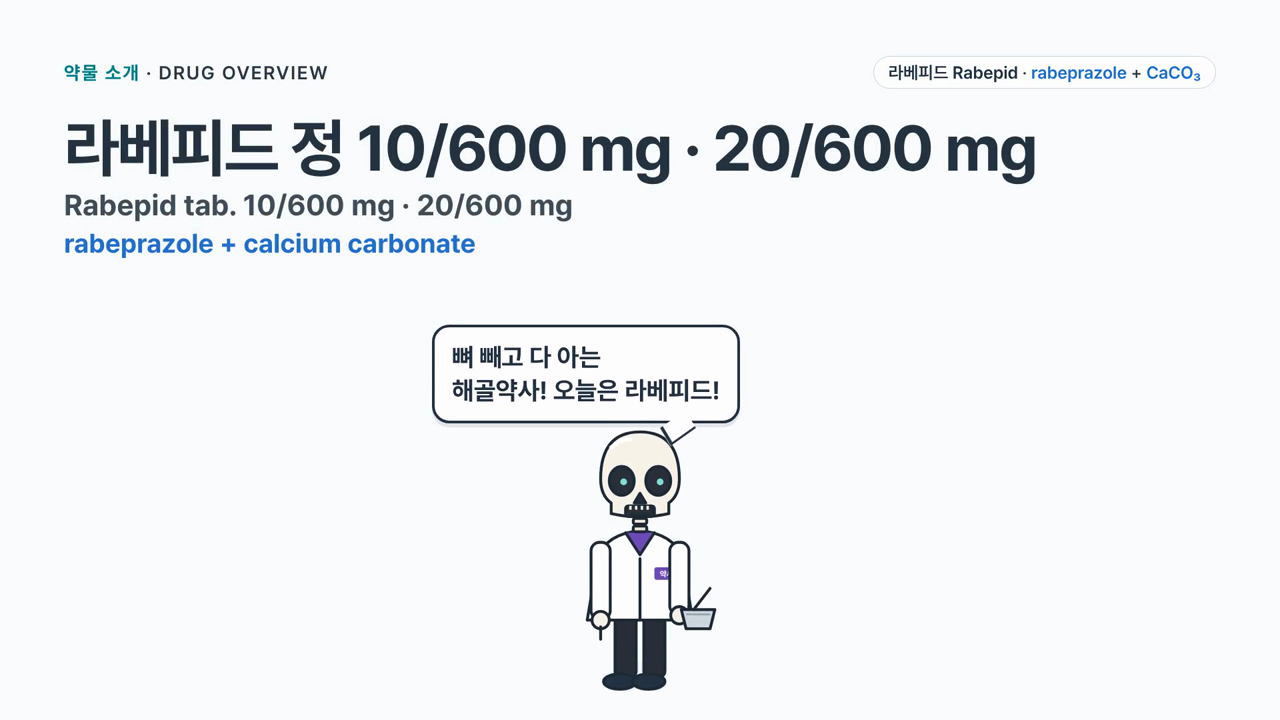 약물 소개 · DRUG OVERVIEW
라베피드 Rabepid · rabeprazole + CaCO₃
라베피드 정 10/600 mg · 20/600 mg
Rabepid tab. 10/600 mg · 20/600 mg
rabeprazole + calcium carbonate
뼈 빼고 다 아는
해골약사! 오늘은 라베피드!